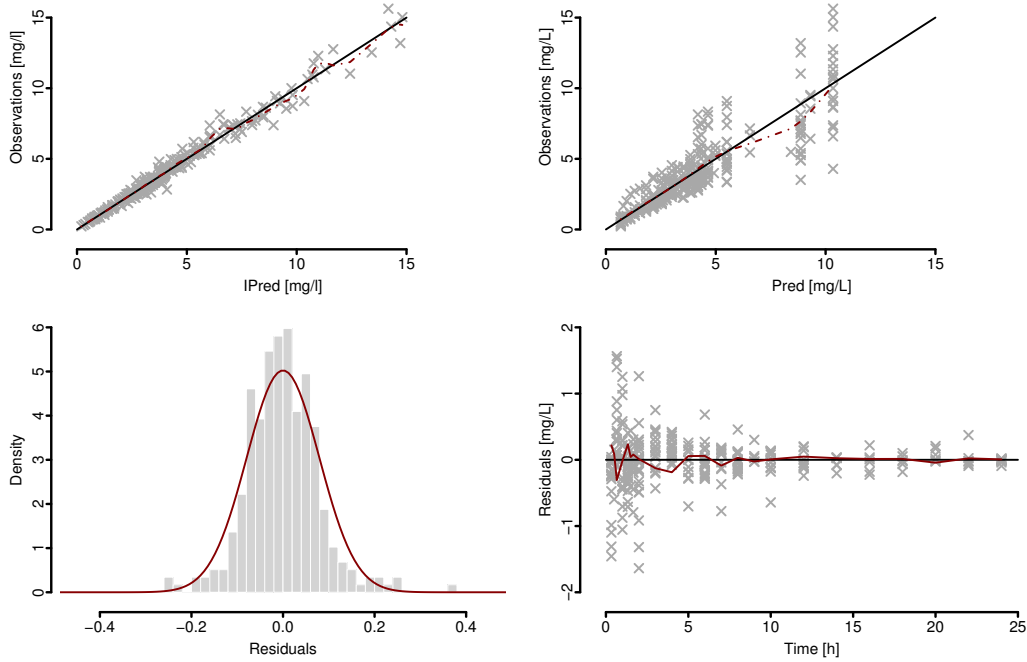 Observations [mg/l]
0 5 10 15
0 5 10 15
IPred [mg/l]
Observations [mg/L]
0 5 10 15
0 5 10 15
Pred [mg/L]
Density
0 1 2 3 4 5 6
−0.4 −0.2 0.0 0.2 0.4
Residuals
Residuals [mg/L]
−2 −1 0 1 2
0 5 10 15 20 25
Time [h]